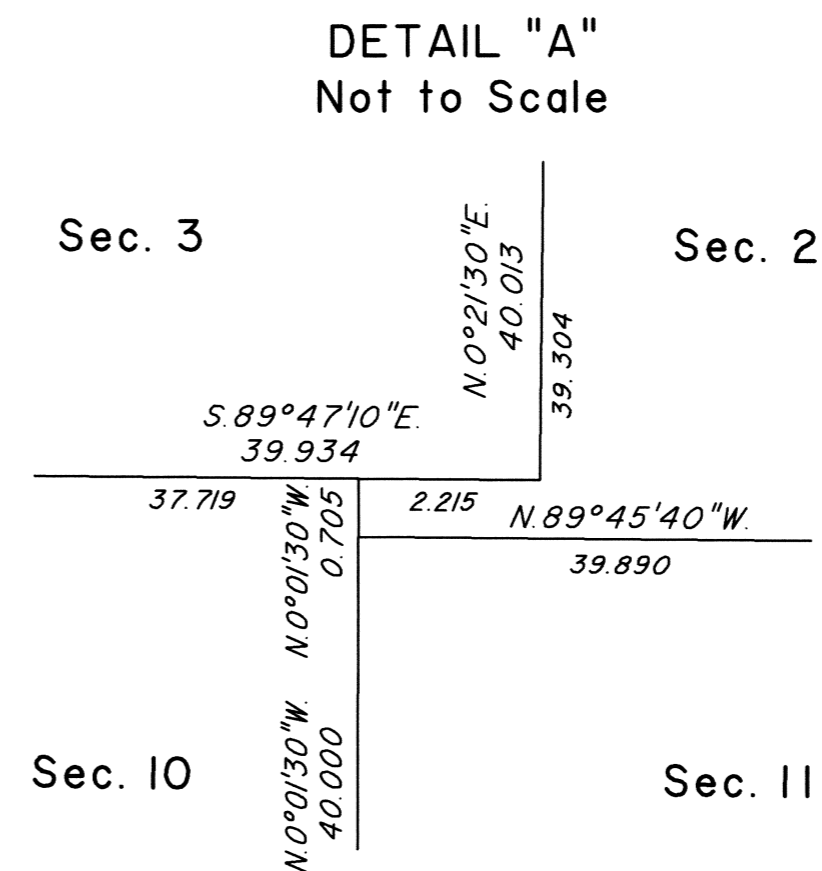 DETAIL "A"
Not to Scale
Sec. 3
Sec. 2
N.0°21'30"E.
40.013
39.304
S.89°47'10"E.
39.934
37.719
2.215
N.0°01'30"W.
0.705
N.89°45'40"W.
39.890
N.0°01'30"W.
40.000
Sec. 10
Sec. 11